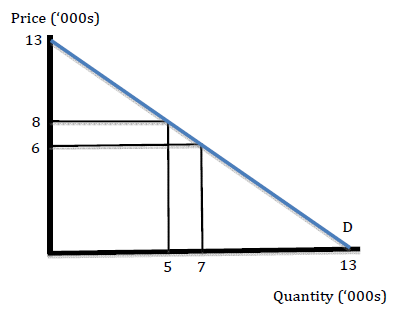 Price (‘000s)
13
8
6
D
5 7 13
Quantity (‘000s)